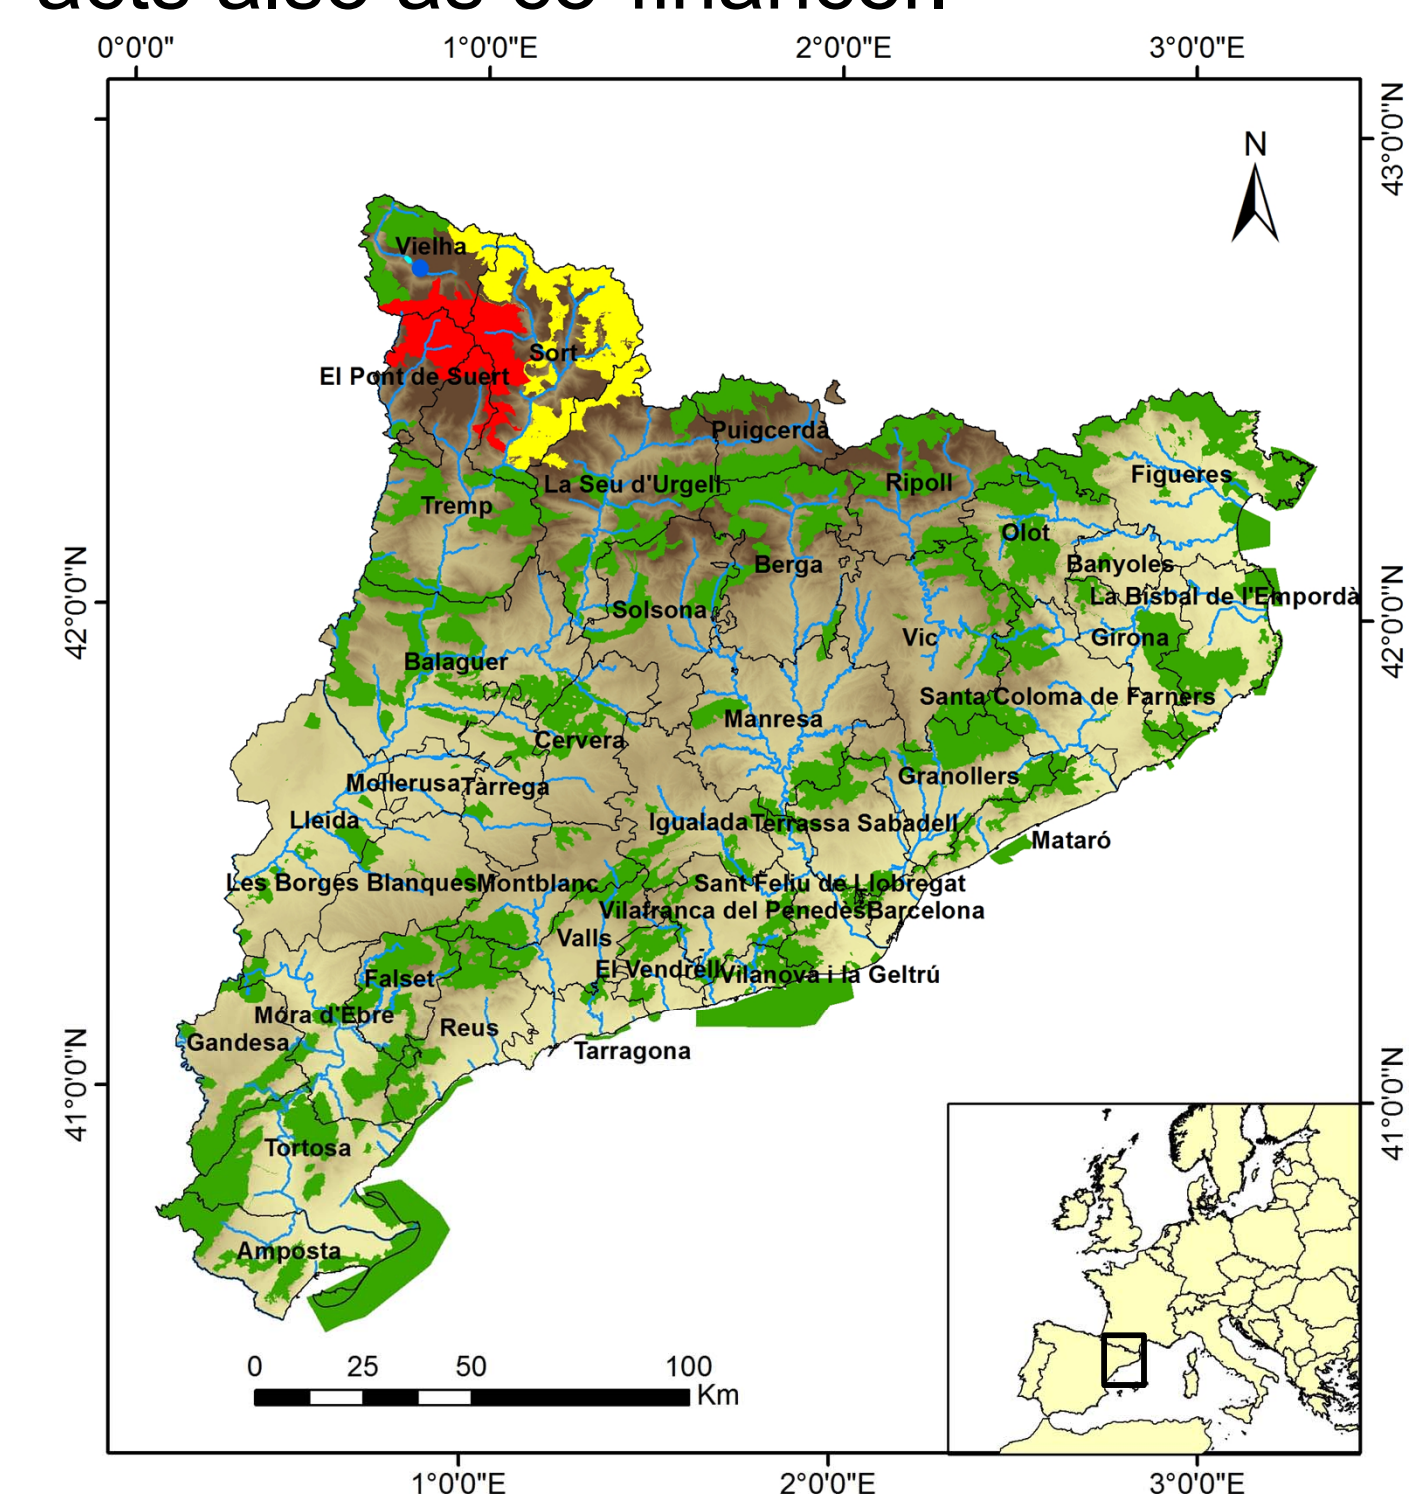 acts also as co-financer.
0°0'0" 1°0'0"E 2°0'0"E 3°0'0"E
43°0'0"N
N
Vielha
Sort
El Pont de Suert
Puigcerdà
Figueres
Ripoll
La Seu d'Urgell
Tremp
Olot
Banyoles
Berga
42°0'0"N
42°0'0"N
La Bisbal de l'Empordà
Solsona
Vic
Girona
Balaguer
Santa Coloma de Farners
Manresa
Cervera
Granollers
Mollerusa Tàrrega
Lleida
Igualada Terrassa Sabadell
Mataró
Les Borges Blanques Montblanc
Sant Feliu de Llobregat
Vilafranca del Penedès Barcelona
Valls
El Vendrell Vilanova i la Geltrú
Falset
Móra d'Ebre
Reus
Gandesa
Tarragona
41°0'0"N
41°0'0"N
Tortosa
Amposta
0 25 50 100
Km
1°0'0"E 2°0'0"E 3°0'0"E